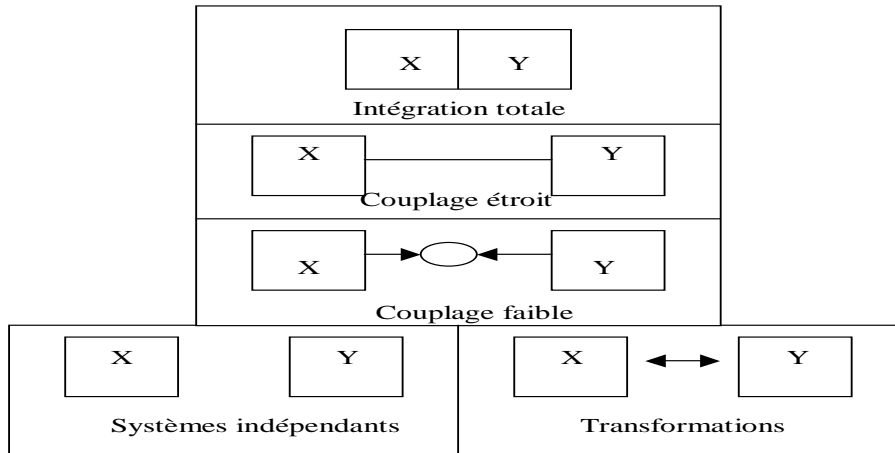 X Y
Intégration totale
X Y
Couplage étroit
X Y
Couplage faible
X Y X Y
Systèmes indépendants Transformations